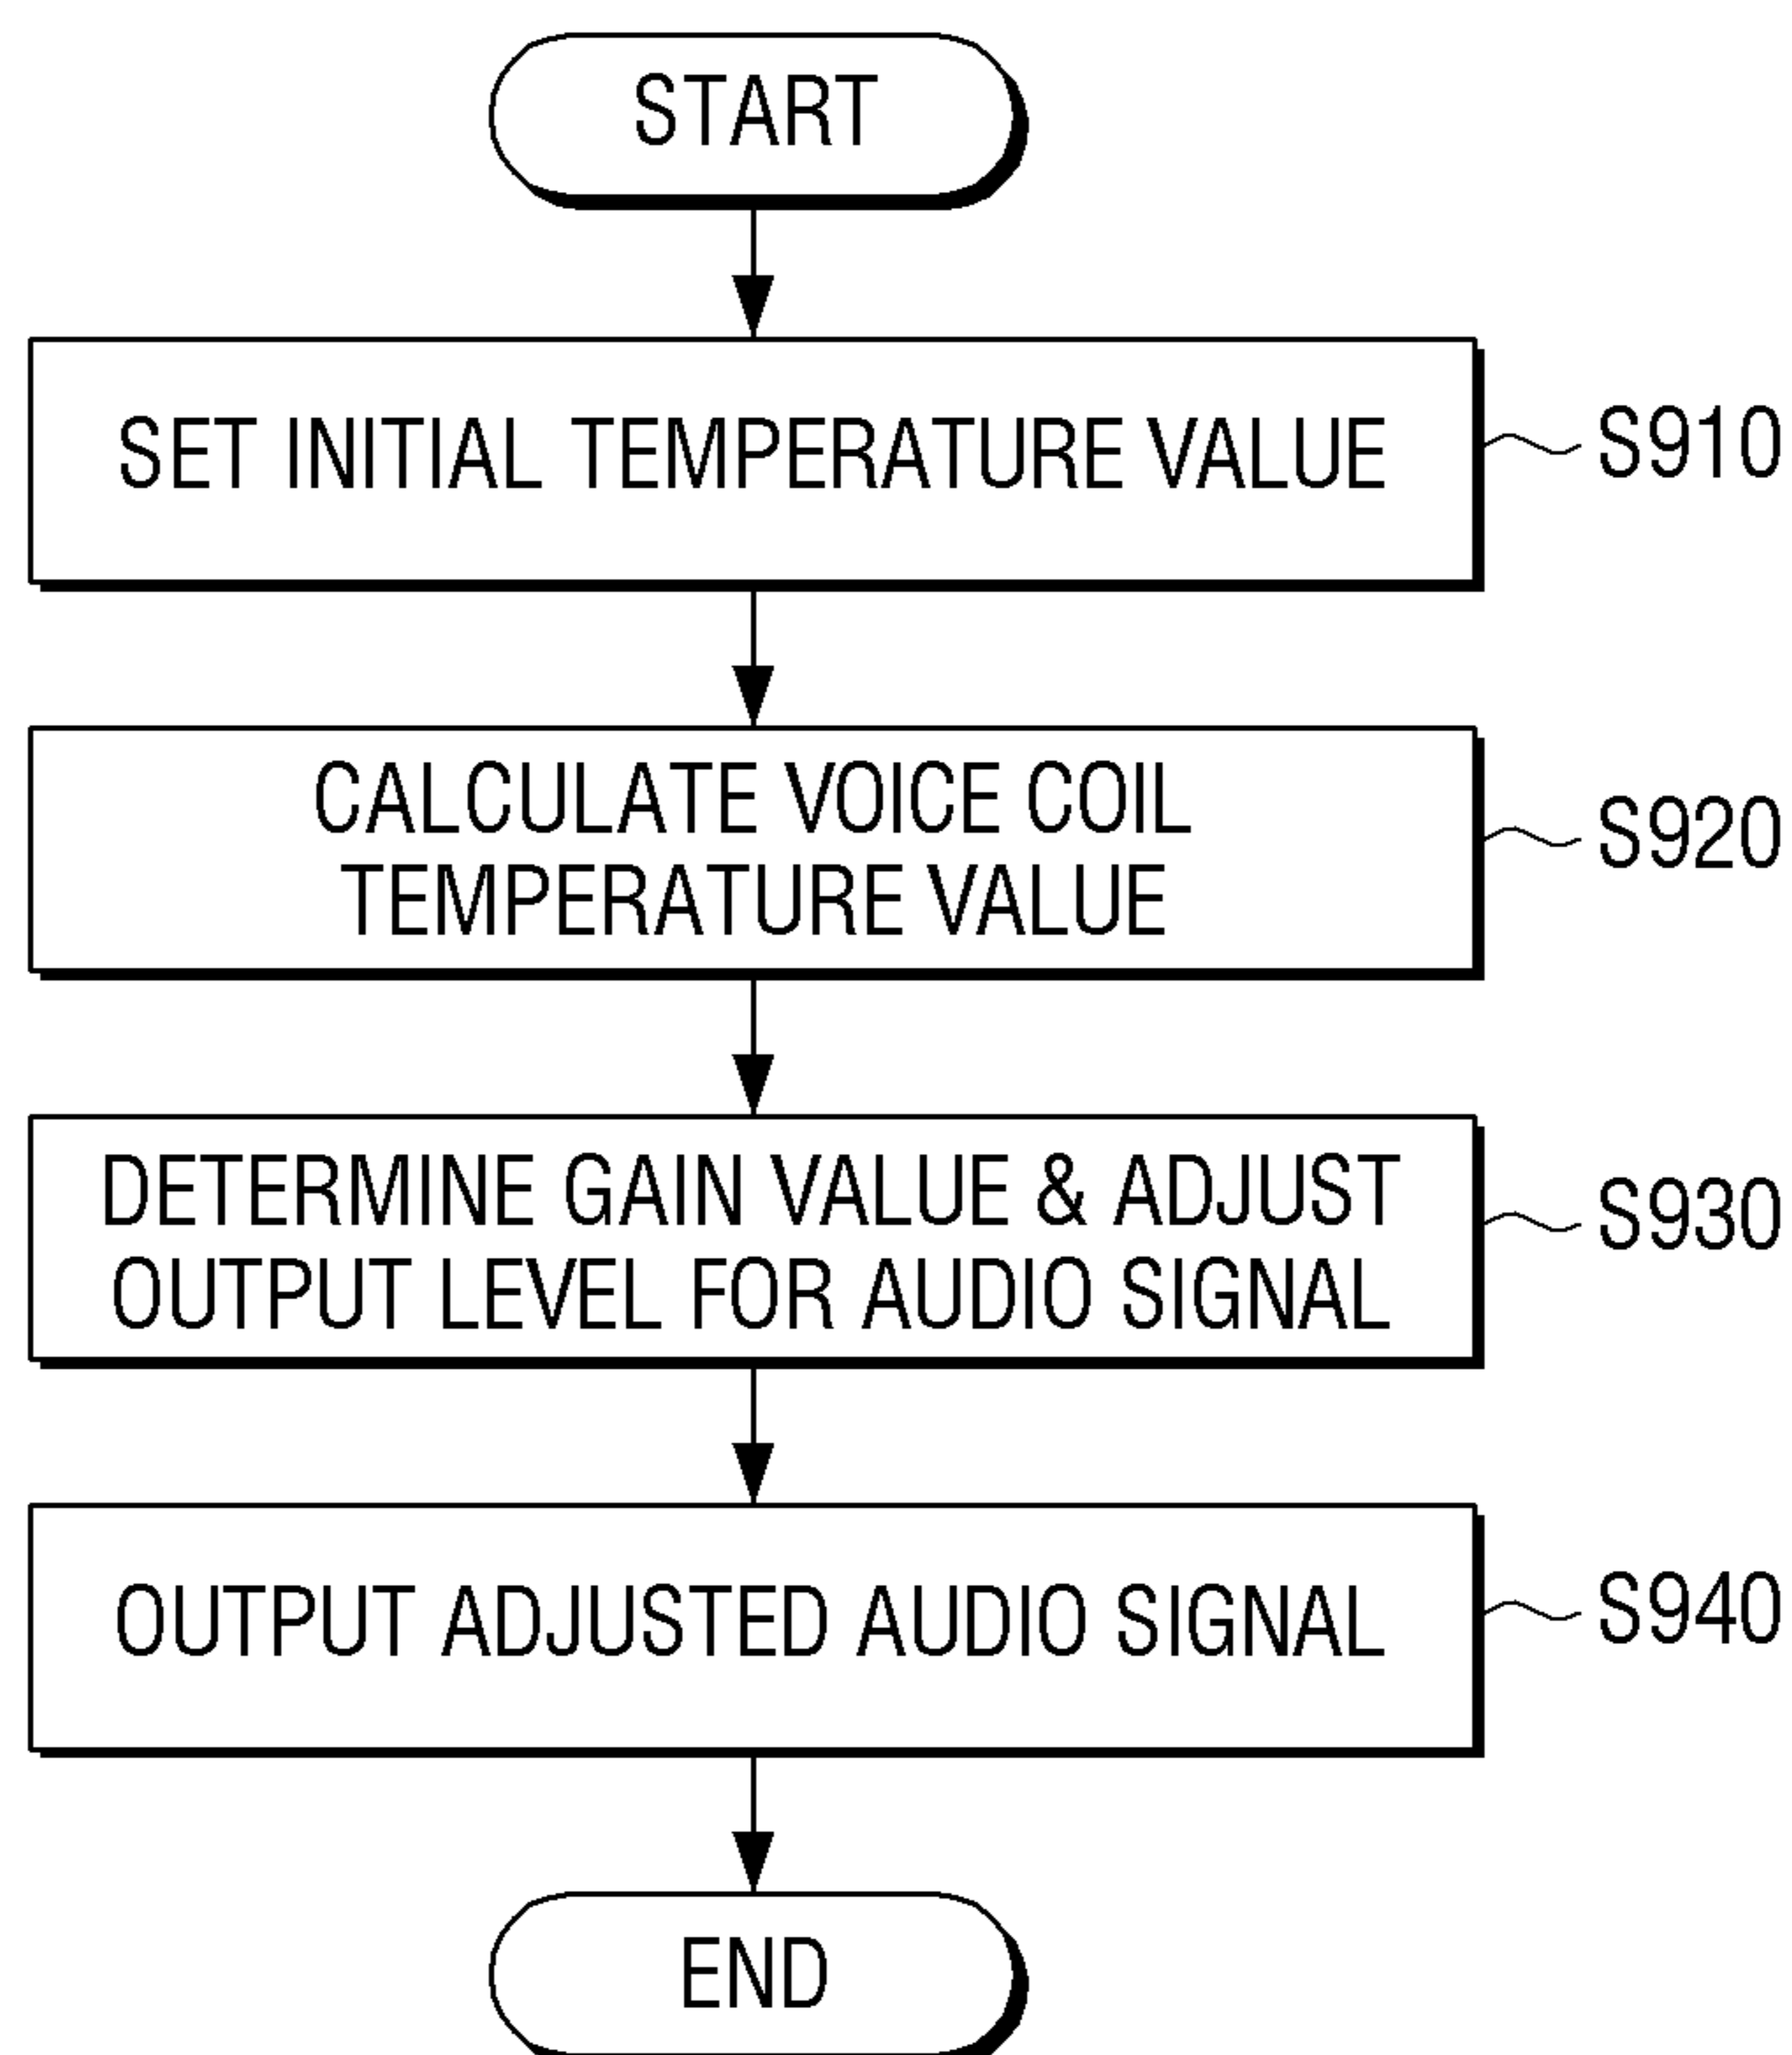 START
SET INITIAL TEMPERATURE VALUE
S910
CALCULATE VOICE COIL
TEMPERATURE VALUE
S920
DETERMINE GAIN VALUE & ADJUST
OUTPUT LEVEL FOR AUDIO SIGNAL
S930
OUTPUT ADJUSTED AUDIO SIGNAL
S940
END